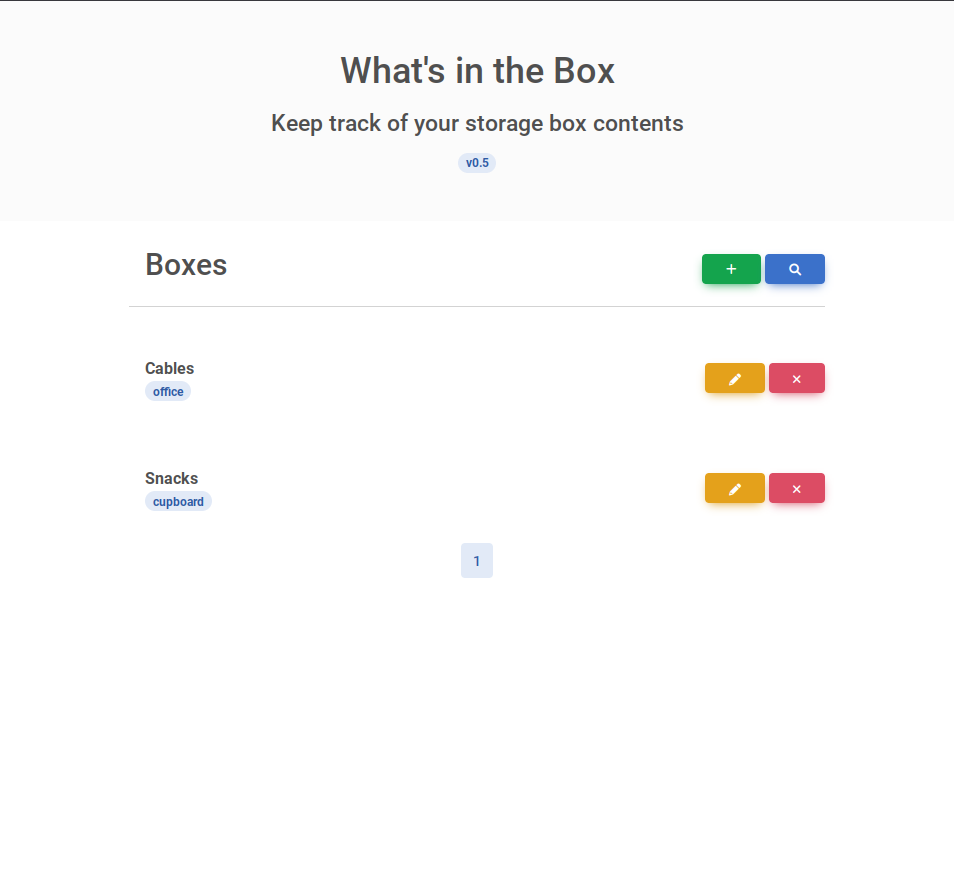 What's in the Box
Keep track of your storage box contents
v0.5
Boxes
Cables
office
Snacks
cupboard
1